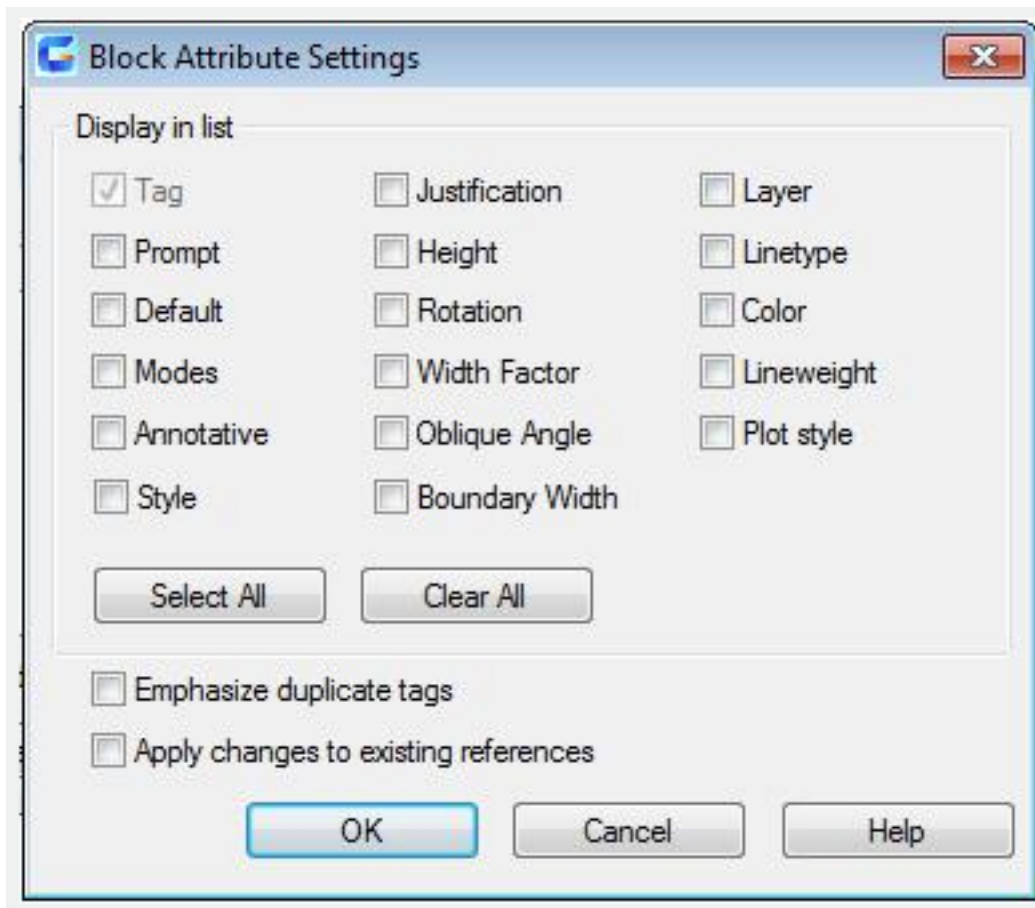 Block Attribute Settings
Display in list
Tag Justification Layer
Prompt Height Linetype
Default Rotation Color
Modes Width Factor Lineweight
Annotative Oblique Angle Plot style
Style Boundary Width
Select All Clear All
Emphasize duplicate tags
Apply changes to existing references
OK Cancel Help